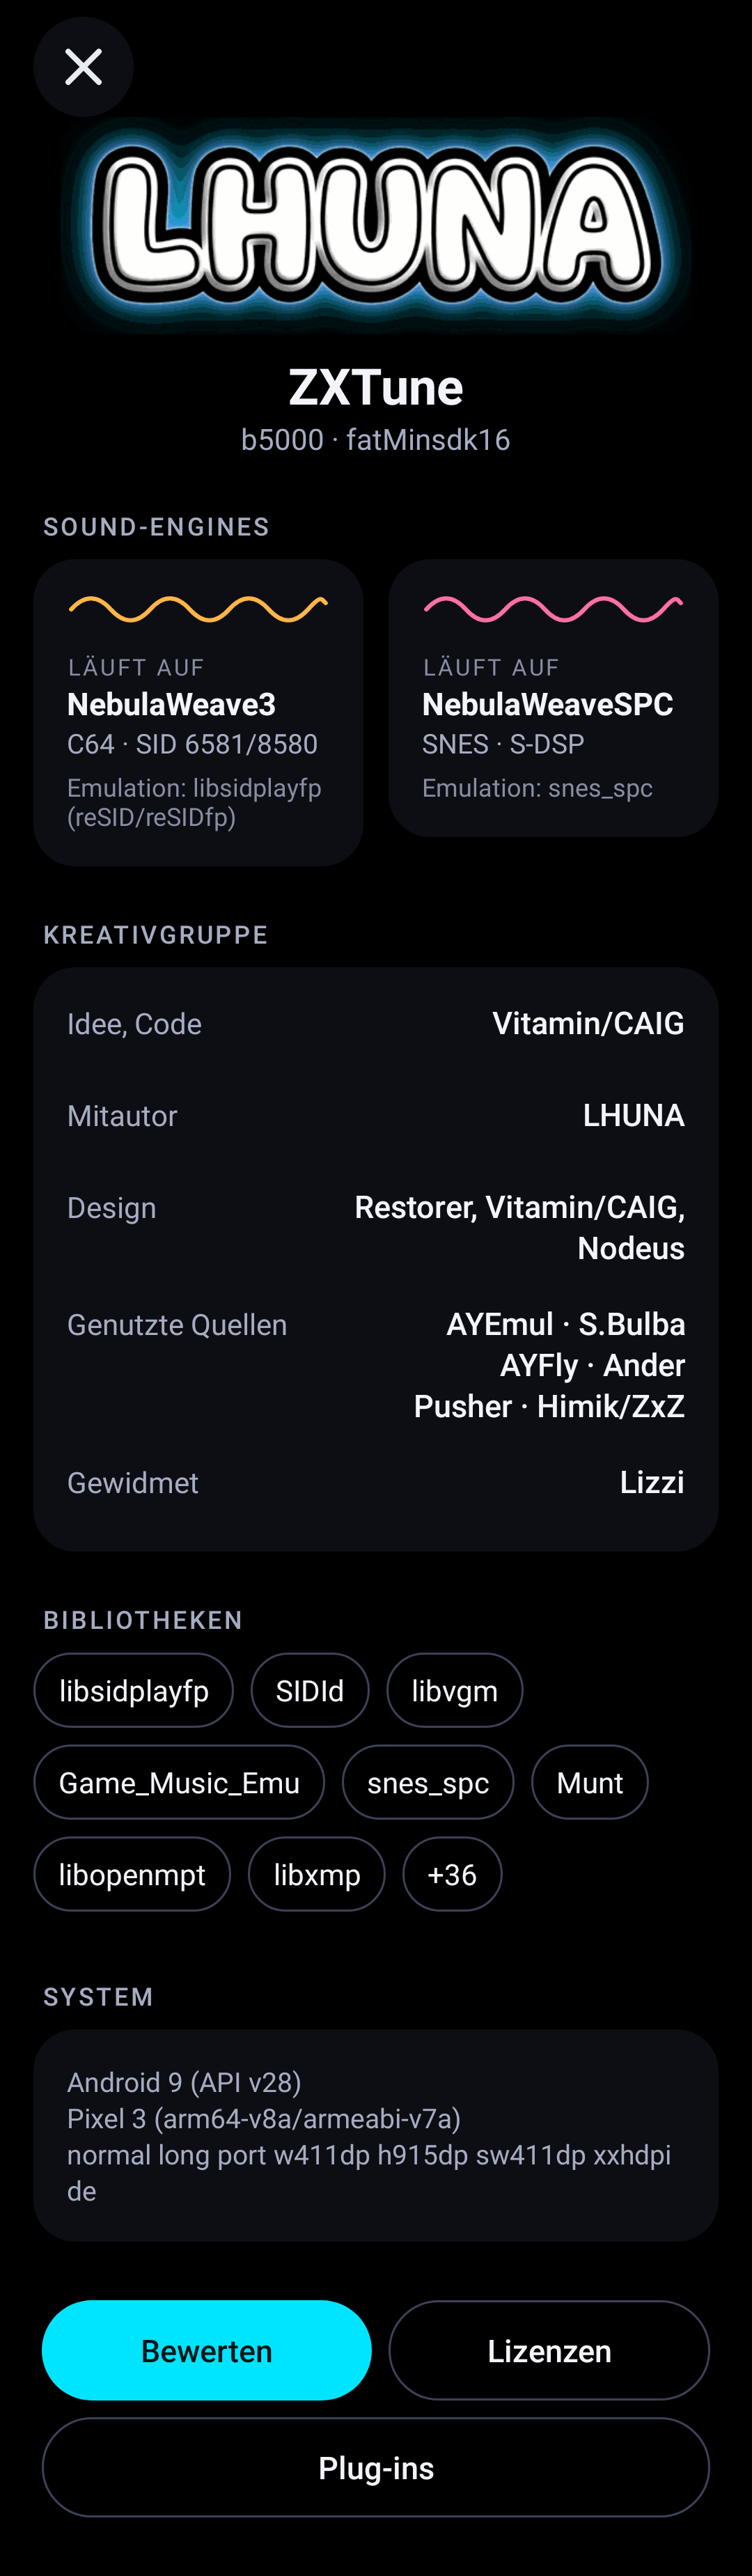 LHUNA
ZXTune
b5000 · fatMinsdk16
SOUND-ENGINES
LÄUFT AUF
NebulaWeave3
C64 · SID 6581/8580
Emulation: libsidplayfp
(reSID/reSIDfp)
LÄUFT AUF
NebulaWeaveSPC
SNES · S-DSP
Emulation: snes_spc
KREATIVGRUPPE
Idee, Code Vitamin/CAIG
Mitautor LHUNA
Design Restorer, Vitamin/CAIG,
Nodeus
Genutzte Quellen AYEmul · S.Bulba
AYFly · Ander
Pusher · Himik/ZxZ
Gewidmet Lizzi
BIBLIOTHEKEN
libsidplayfp SIDId libvgm
Game_Music_Emu snes_spc Munt
libopenmpt libxmp +36
SYSTEM
Android 9 (API v28)
Pixel 3 (arm64-v8a/armeabi-v7a)
normal long port w411dp h915dp sw411dp xxhdpi
de
Bewerten Lizenzen
Plug-ins